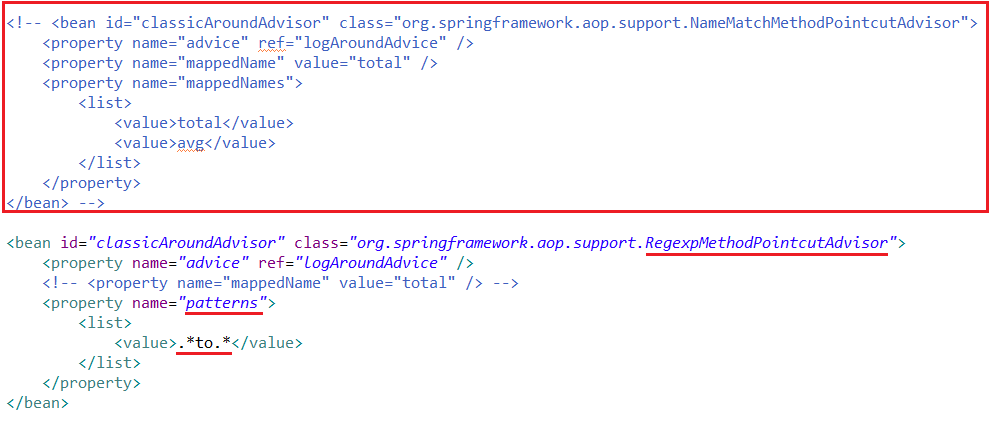 <!-- <bean id="classicAroundAdvisor" class="org.springframework.aop.support.NameMatchMethodPointcutAdvisor">
    <property name="advice" ref="logAroundAdvice" />
    <property name="mappedName" value="total" />
    <property name="mappedNames">
        <list>
            <value>total</value>
            <value>avg</value>
        </list>
    </property>
</bean> -->
<bean id="classicAroundAdvisor" class="org.springframework.aop.support.RegexpMethodPointcutAdvisor">
    <property name="advice" ref="logAroundAdvice" />
    <!-- <property name="mappedName" value="total" /> -->
    <property name="patterns">
        <list>
            <value>.*to.*</value>
        </list>
    </property>
</bean>